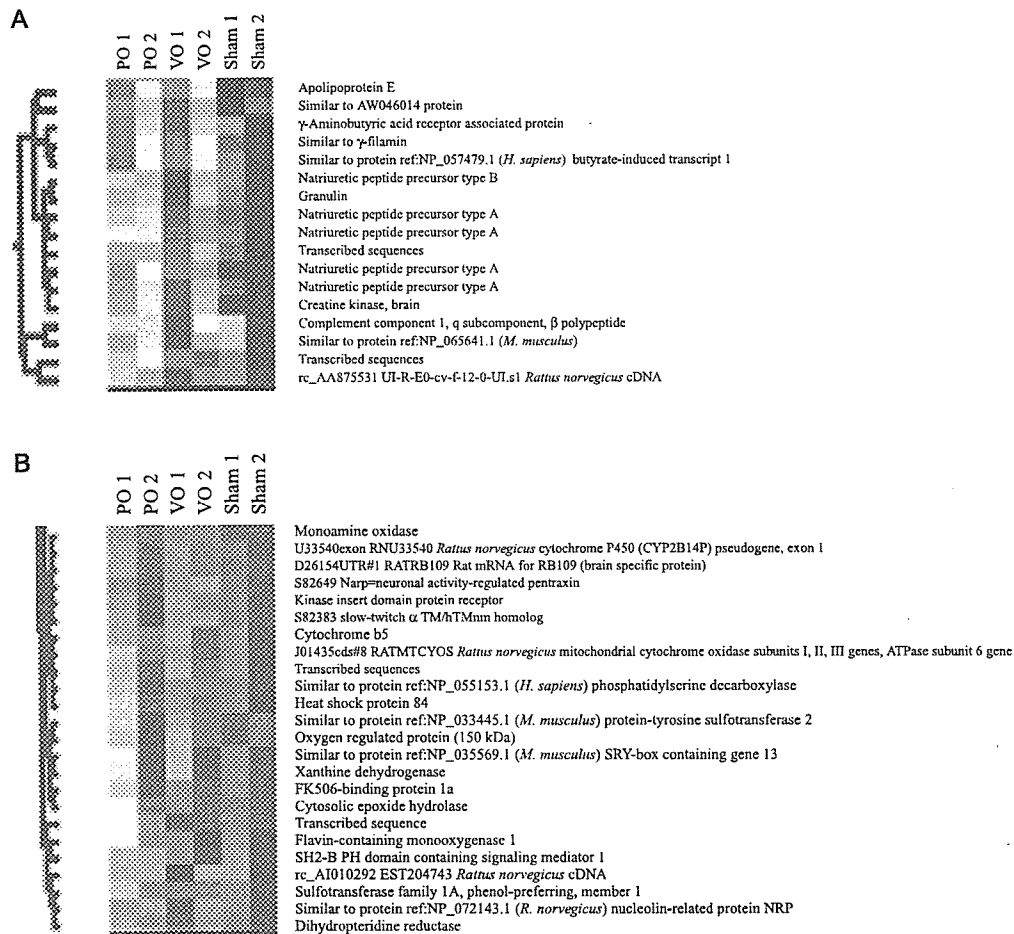 A
PO 1 PO 2 VO 1 VO 2 Sham 1 Sham 2
Apolipoprotein E
Similar to AW046014 protein
γ-Aminobutyric acid receptor associated protein
Similar to γ-filamin
Similar to protein ref:NP_057479.1 (H. sapiens) butyrate-induced transcript 1
Natriuretic peptide precursor type B
Granulin
Natriuretic peptide precursor type A
Natriuretic peptide precursor type A
Transcribed sequences
Natriuretic peptide precursor type A
Natriuretic peptide precursor type A
Creatine kinase, brain
Complement component 1, q subcomponent, β polypeptide
Similar to protein ref:NP_065641.1 (M. musculus)
Transcribed sequences
rc_AA875531 UI-R-E0-cv-f-12-0-UI.s1 Rattus norvegicus cDNA
B
PO 1 PO 2 VO 1 VO 2 Sham 1 Sham 2
Monoamine oxidase
U33540exon RNU33540 Rattus norvegicus cytochrome P450 (CYP2B14P) pseudogene, exon 1
D26154UTR#1 RATRB109 Rat mRNA for RB109 (brain specific protein)
S82649 Narp=neuronal activity-regulated pentraxin
Kinase insert domain protein receptor
S82383 slow-twitch α TM/hTMnm homolog
Cytochrome b5
J01435cds#8 RATMTCYOS Rattus norvegicus mitochondrial cytochrome oxidase subunits I, II, III genes, ATPase subunit 6 gene
Transcribed sequences
Similar to protein ref:NP_055153.1 (H. sapiens) phosphatidylserine decarboxylase
Heat shock protein 84
Similar to protein ref:NP_033445.1 (M. musculus) protein-tyrosine sulfotransferase 2
Oxygen regulated protein (150 kDa)
Similar to protein ref:NP_035569.1 (M. musculus) SRY-box containing gene 13
Xanthine dehydrogenase
FK506-binding protein 1a
Cytosolic epoxide hydrolase
Transcribed sequence
Flavin-containing monooxygenase 1
SH2-B PH domain containing signaling mediator 1
rc_AI010292 EST204743 Rattus norvegicus cDNA
Sulfotransferase family 1A, phenol-preferring, member 1
Similar to protein ref:NP_072143.1 (R. norvegicus) nucleolin-related protein NRP
Dihydropteridine reductase